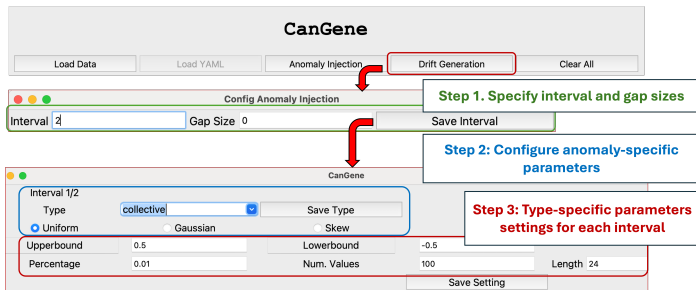 CanGene
Load Data Load YAML Anomaly Injection Drift Generation Clear All
Config Anomaly Injection
Step 1. Specify interval and gap sizes
Interval 2 Gap Size 0 Save Interval
Step 2: Configure anomaly-specific
parameters
CanGene
Interval 1/2
Type collective Save Type
Step 3: Type-specific parameters
settings for each interval
Uniform Gaussian Skew
Upperbound 0.5 Lowerbound -0.5
Percentage 0.01 Num. Values 100 Length 24
Save Setting